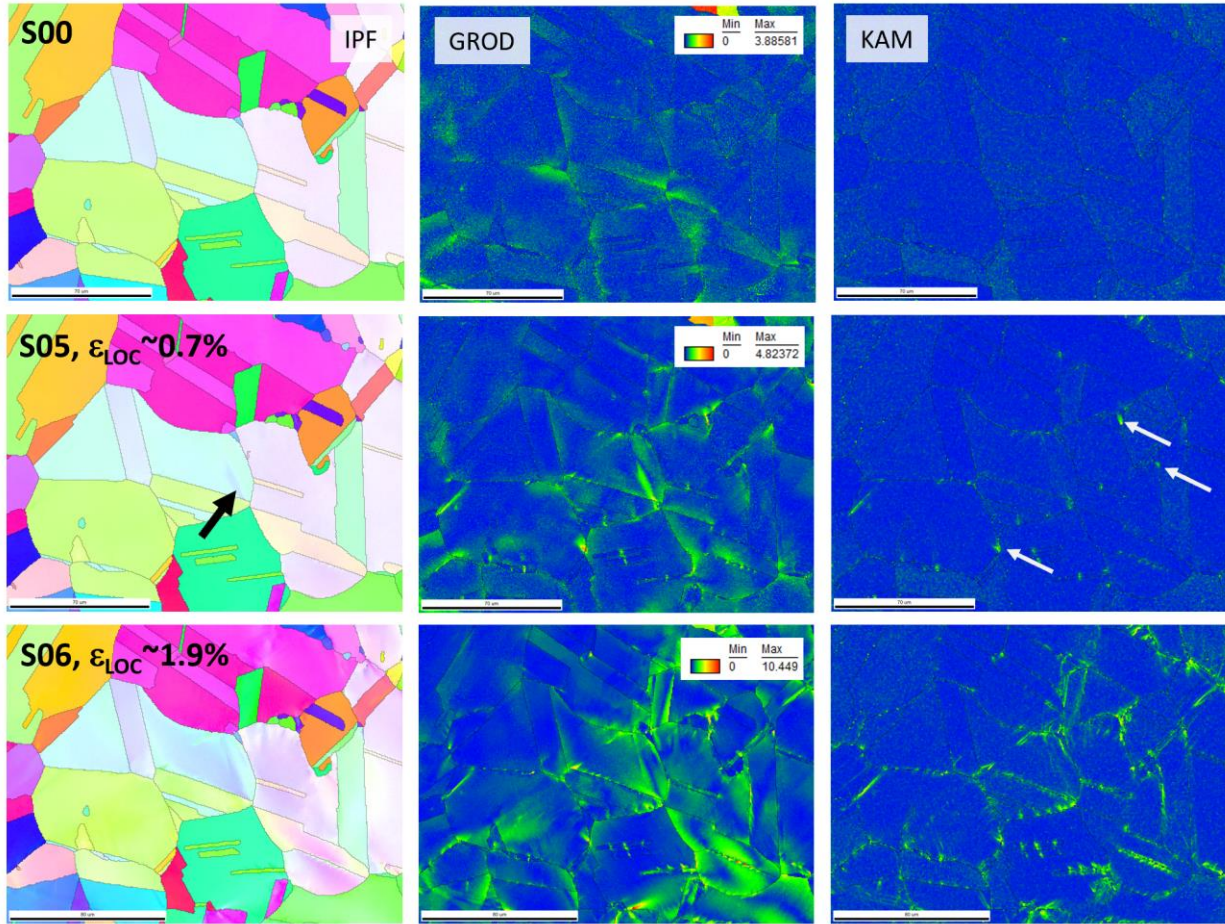 S00
IPF
GROD
Min Max
0 3.88581
KAM
70 um
70 um
70 um
S05, εLOC~0.7%
Min Max
0 4.82372
70 um
70 um
70 um
S06, εLOC~1.9%
Min Max
0 10.449
80 um
80 um
80 um